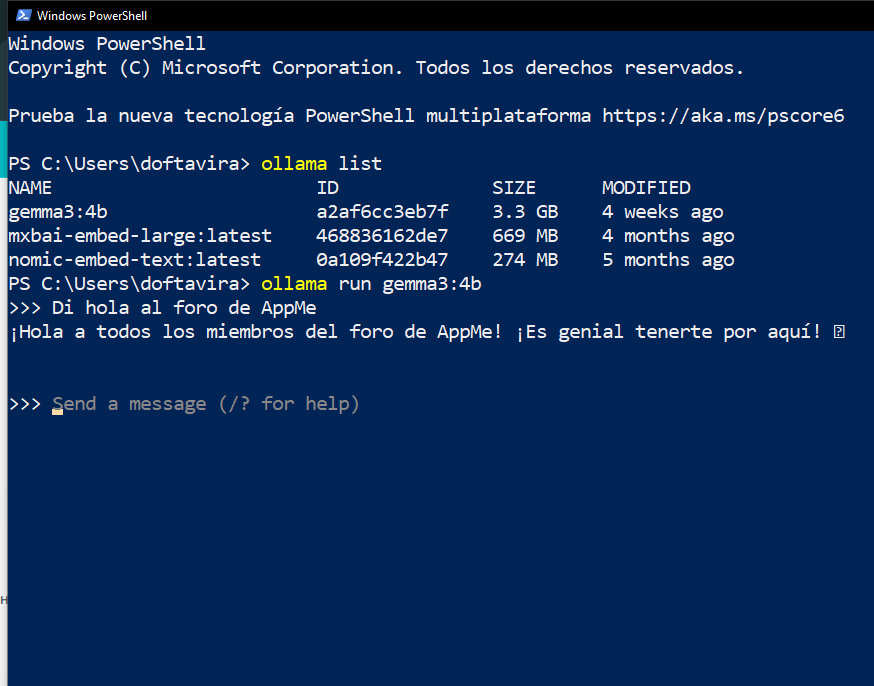 Windows PowerShell
Windows PowerShell
Copyright (C) Microsoft Corporation. Todos los derechos reservados.
Prueba la nueva tecnología PowerShell multiplataforma https://aka.ms/pscore6
PS C:\Users\doftavira> ollama list
NAME ID SIZE MODIFIED
gemma3:4b a2af6cc3eb7f 3.3 GB 4 weeks ago
mxbai-embed-large:latest 468836162de7 669 MB 4 months ago
nomic-embed-text:latest 0a109f422b47 274 MB 5 months ago
PS C:\Users\doftavira> ollama run gemma3:4b
>>> Di hola al foro de AppMe
¡Hola a todos los miembros del foro de AppMe! ¡Es genial tenerte por aquí!
>>> Send a message (/? for help)
H